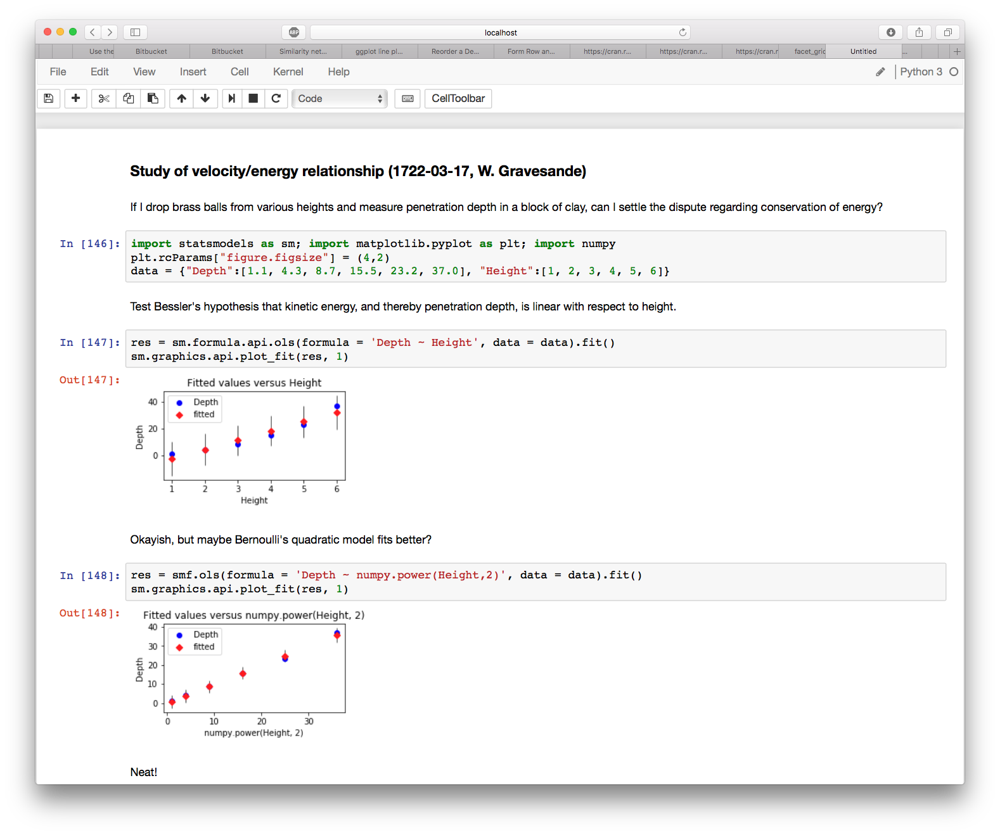 ABP
localhost
Use the
Bitbucket
Bitbucket
Similarity net...
ggplot line pl...
Reorder a De...
Form Row an...
https://cran.r...
https://cran.r...
https://cran.r
facet_gric
Untitled
...
File Edit View Insert Cell Kernel Help
Python 3
Code
CellToolbar
Study of velocity/energy relationship (1722-03-17, W. Gravesande)
If I drop brass balls from various heights and measure penetration depth in a block of clay, can I settle the dispute regarding conservation of energy?
In [146]: import statsmodels as sm; import matplotlib.pyplot as plt; import numpy
plt.rcParams["figure.figsize"] = (4,2)
data = {"Depth":[1.1, 4.3, 8.7, 15.5, 23.2, 37.0], "Height":[1, 2, 3, 4, 5, 6]}
Test Bessler's hypothesis that kinetic energy, and thereby penetration depth, is linear with respect to height.
In [147]: res = sm.formula.api.ols(formula = 'Depth ~ Height', data = data).fit()
sm.graphics.api.plot_fit(res, 1)
Out[147]:
Fitted values versus Height
Depth
fitted
40
20
0
Depth
1 2 3 4 5 6
Height
Okayish, but maybe Bernoulli's quadratic model fits better?
In [148]: res = smf.ols(formula = 'Depth ~ numpy.power(Height,2)', data = data).fit()
sm.graphics.api.plot_fit(res, 1)
Out[148]:
Fitted values versus numpy.power(Height, 2)
Depth
fitted
40
30
20
10
0
Depth
0 10 20 30
numpy.power(Height, 2)
Neat!